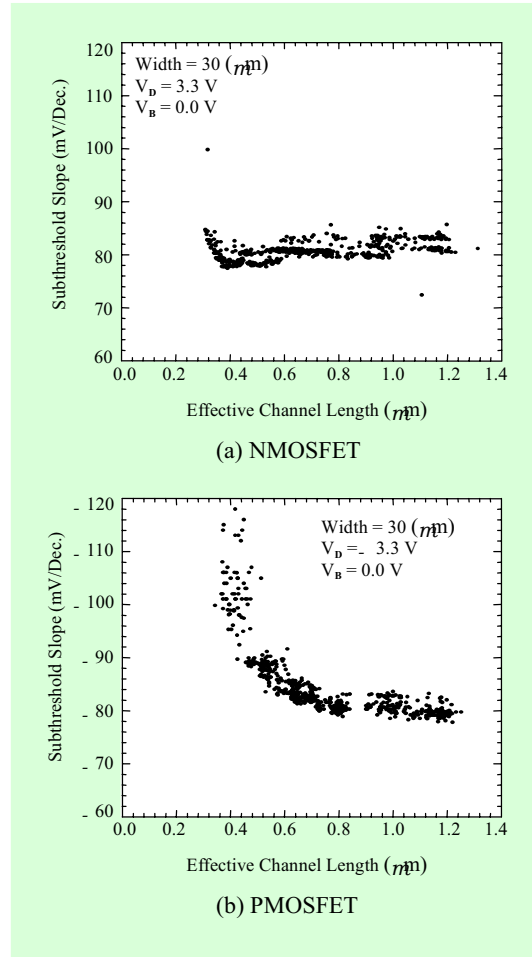 120
Width = 30 (mm)
V_D = 3.3 V
V_B = 0.0 V
110
100
90
80
70
60
Subthreshold Slope (mV/Dec.)
0.0 0.2 0.4 0.6 0.8 1.0 1.2 1.4
Effective Channel Length (mm)
(a) NMOSFET
- 120
Width = 30 (mm)
V_D = - 3.3 V
V_B = 0.0 V
- 110
- 100
- 90
- 80
- 70
- 60
Subthreshold Slope (mV/Dec.)
0.0 0.2 0.4 0.6 0.8 1.0 1.2 1.4
Effective Channel Length (mm)
(b) PMOSFET